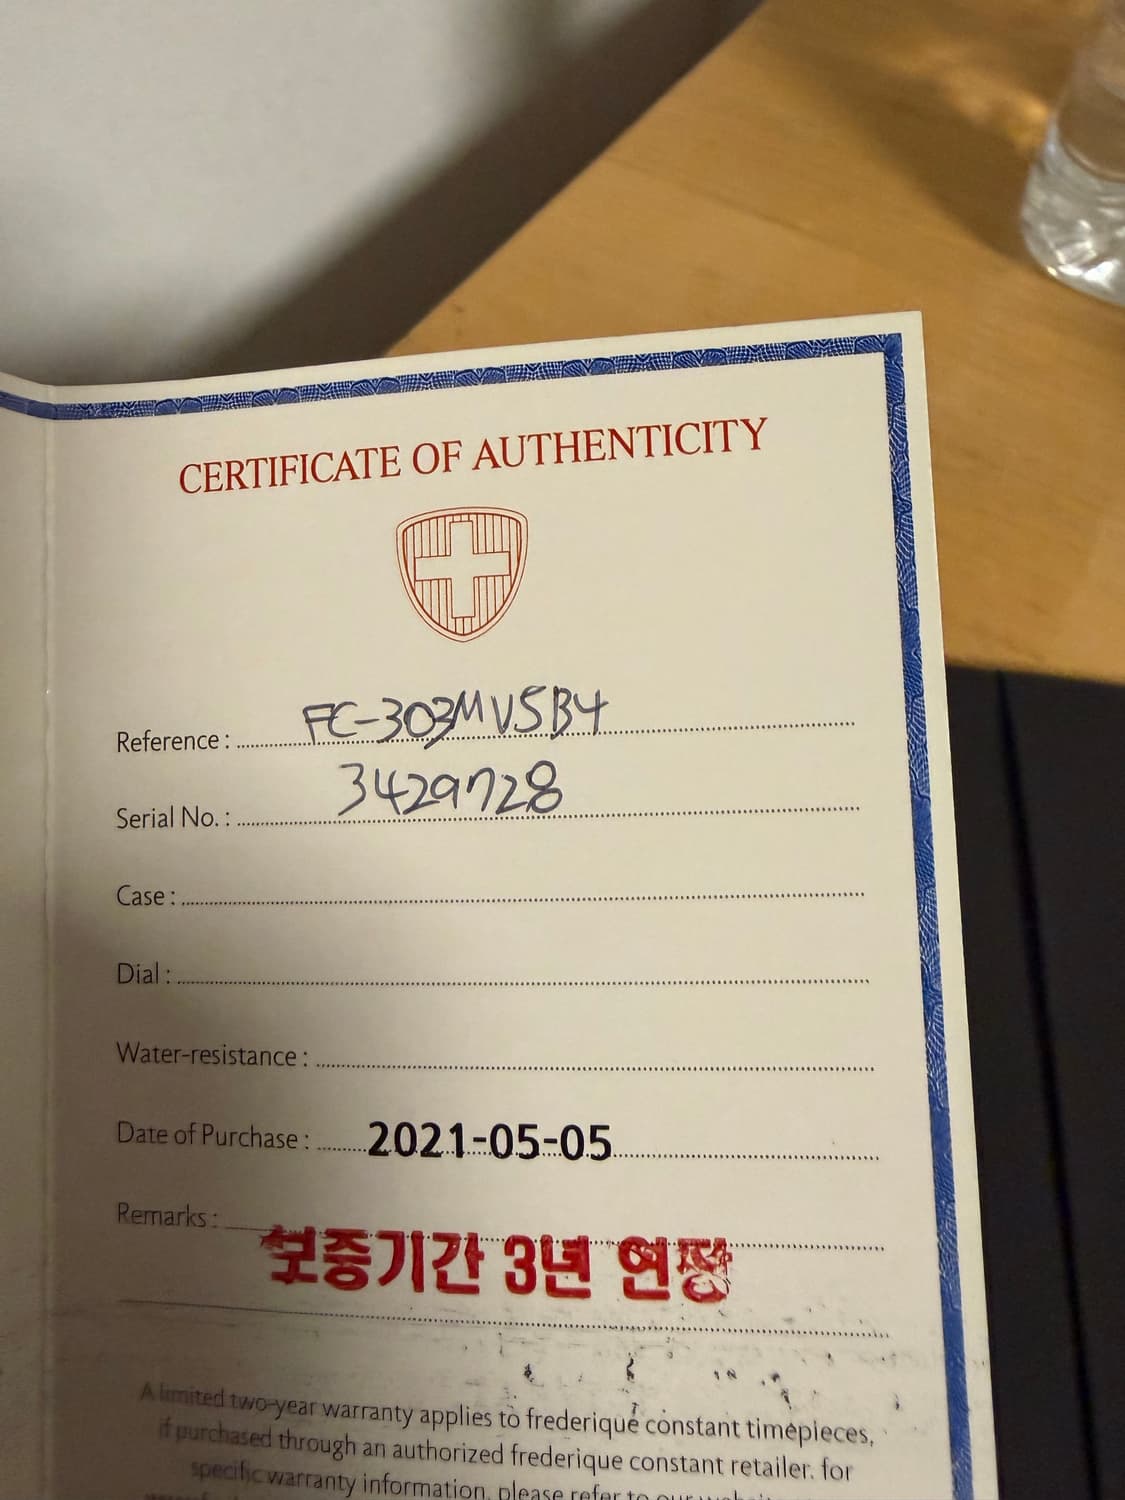 CERTIFICATE OF AUTHENTICITY
Reference : FC-303MV5B4
Serial No. : 3429728
Case :
Dial :
Water-resistance :
Date of Purchase : 2021-05-05
Remarks :
보증기간 3년 연장
A limited two-year warranty applies to frederique constant timepieces,
if purchased through an authorized frederique constant retailer. for
specific warranty information, please refer to our